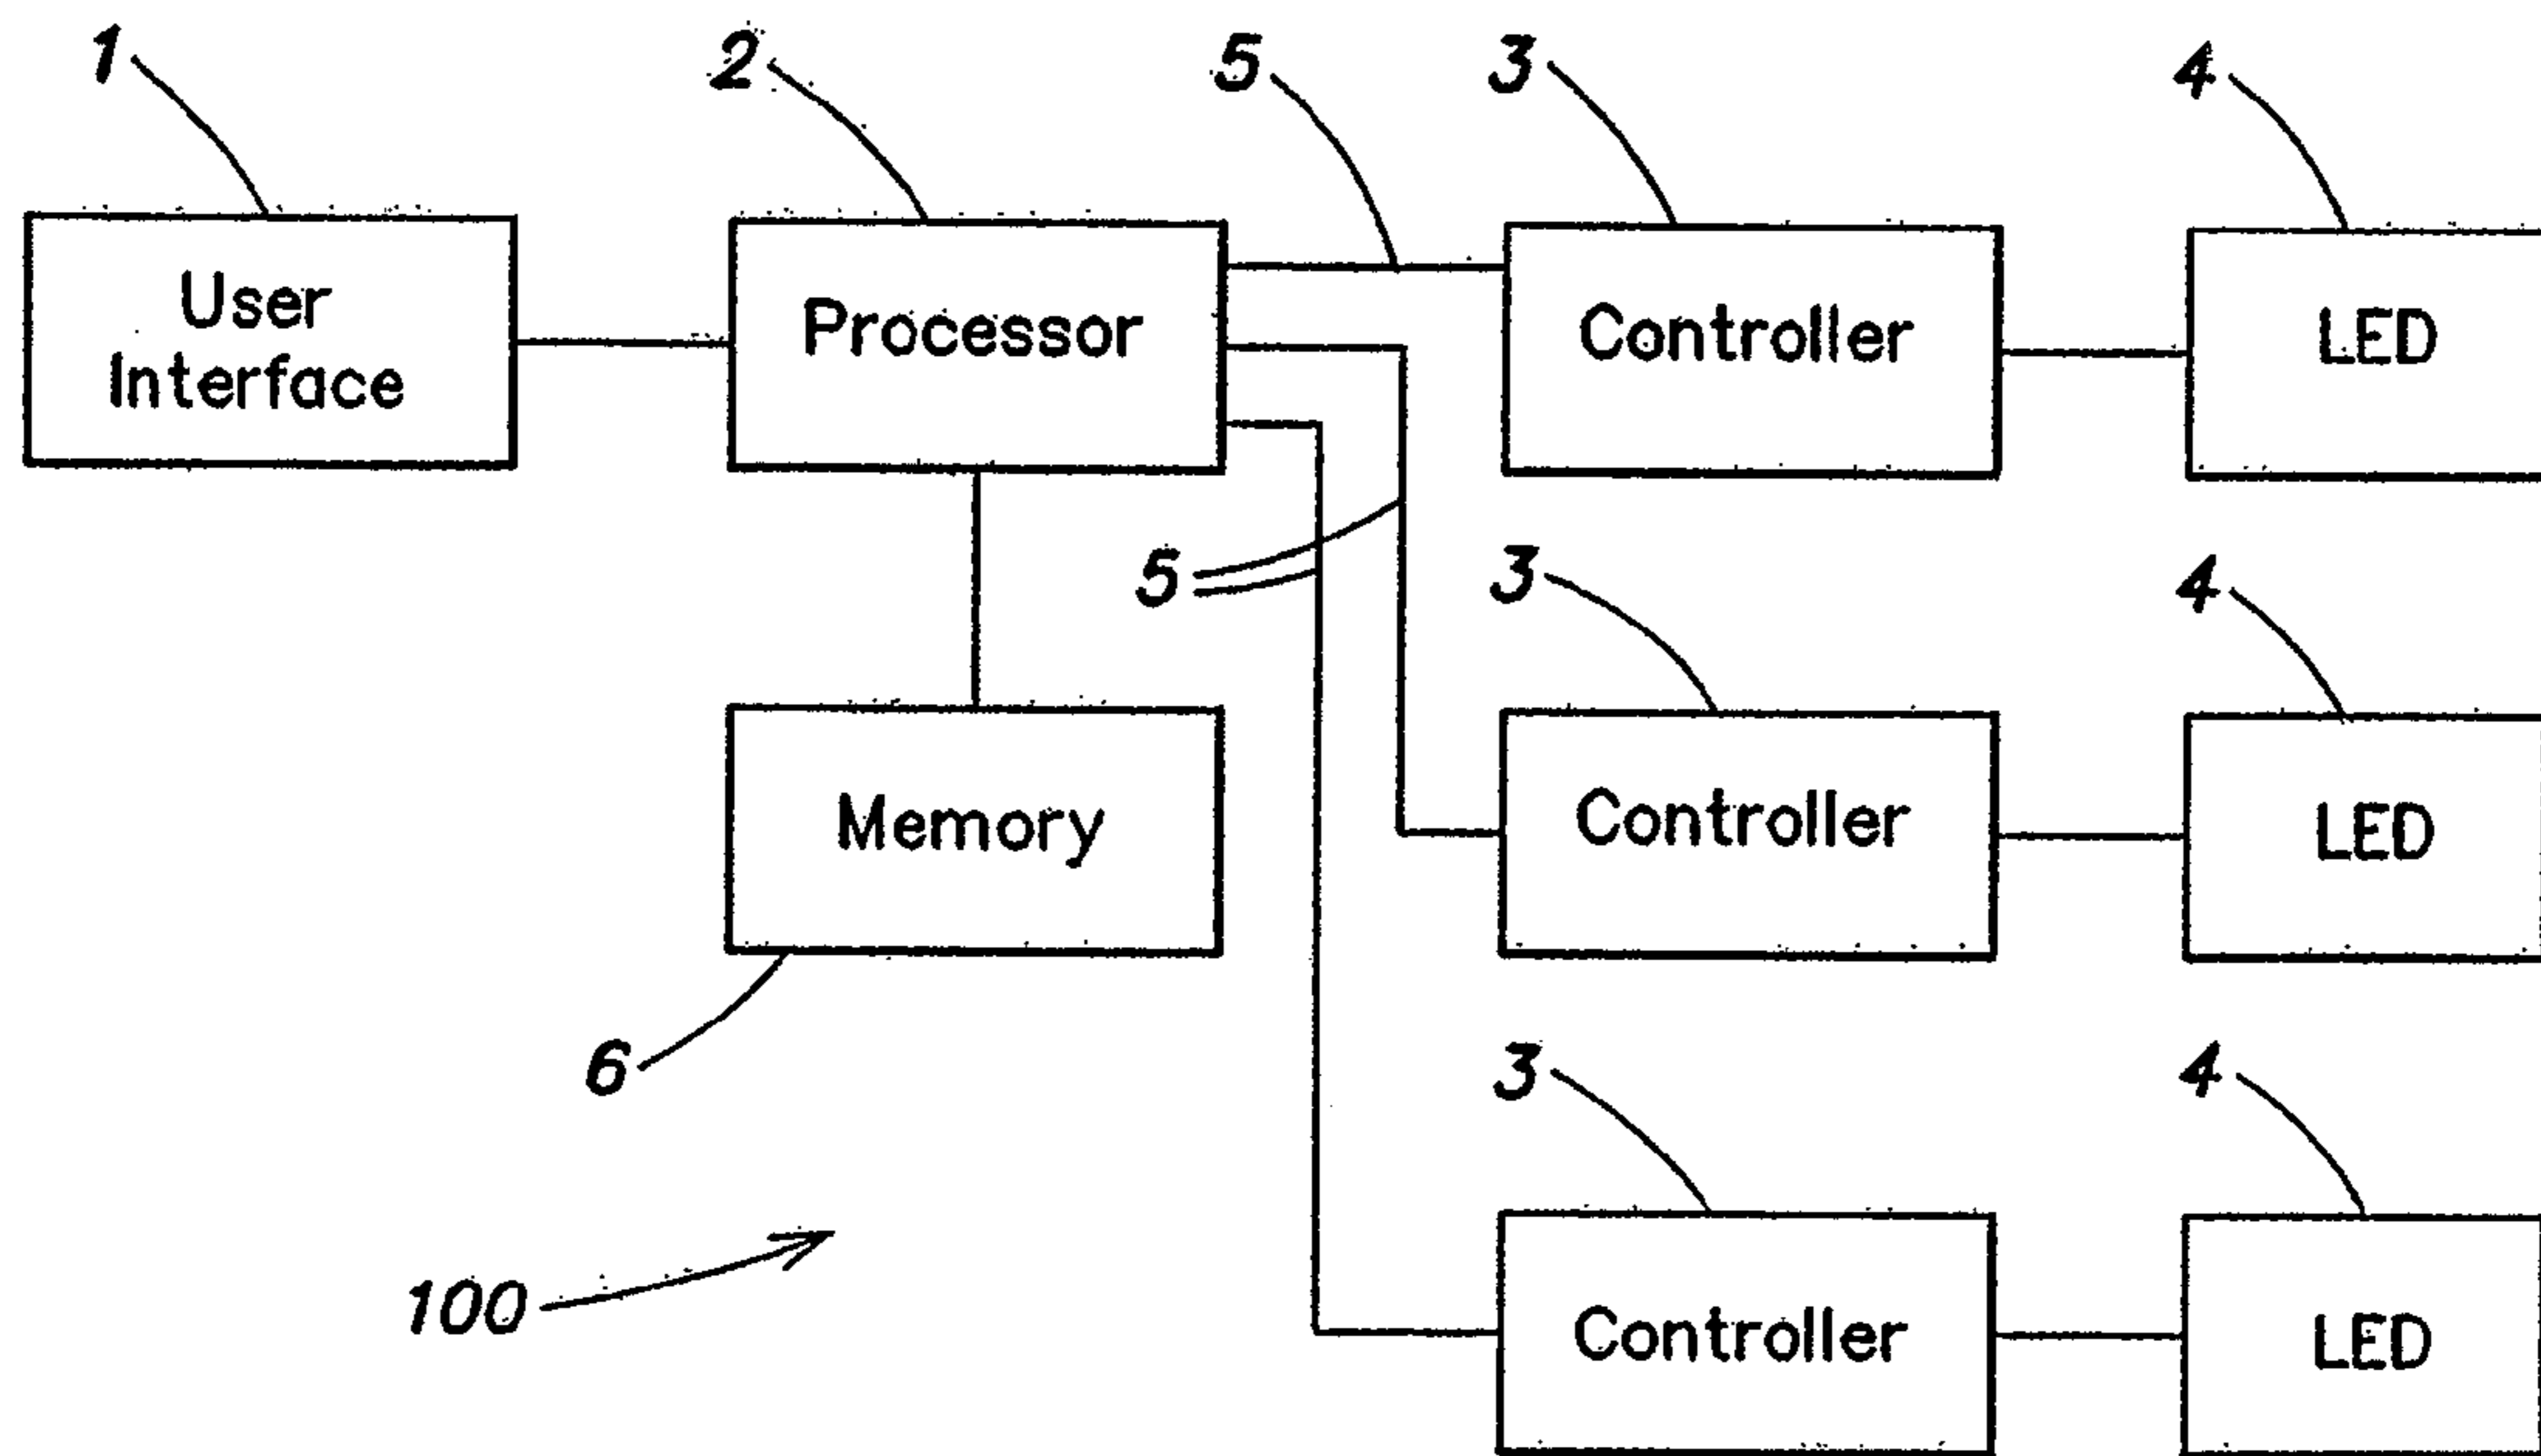 1
2
5
3
4
User
Interface
Processor
Controller
LED
5
3
4
Memory
Controller
LED
6
3
4
100
Controller
LED